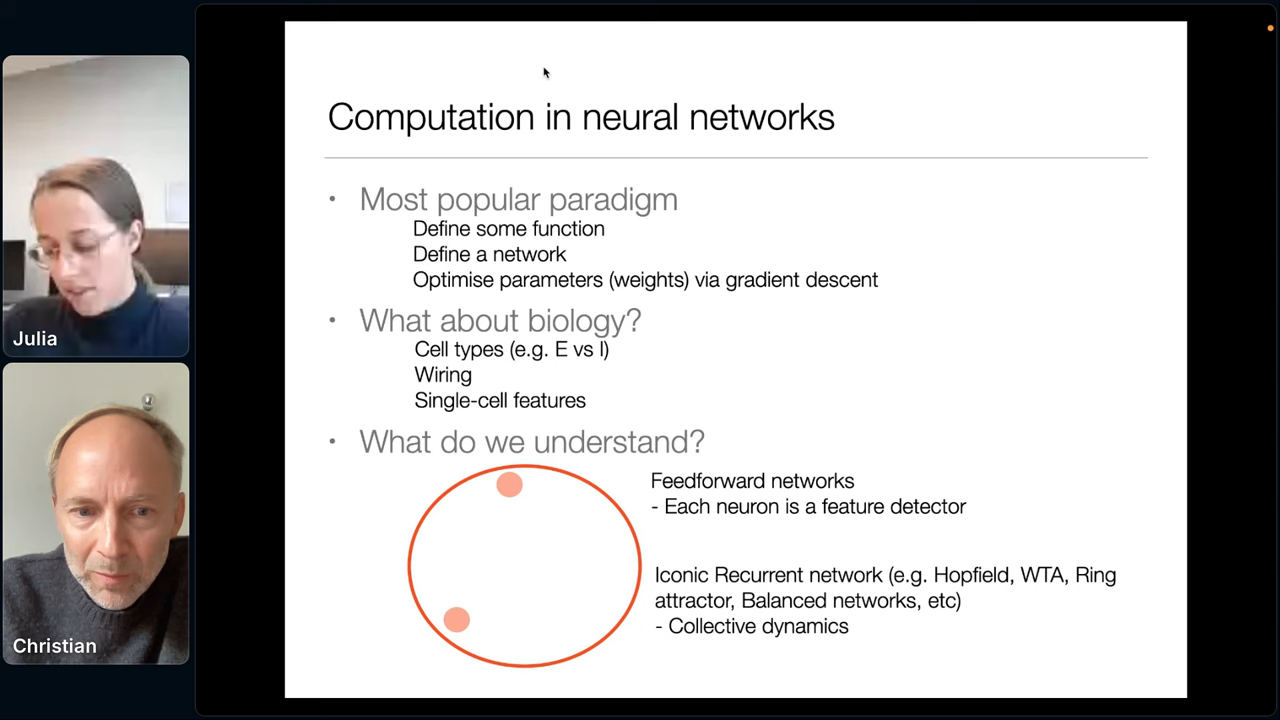 Computation in neural networks
• Most popular paradigm
Define some function
Define a network
Optimise parameters (weights) via gradient descent
• What about biology?
Cell types (e.g. E vs I)
Wiring
Single-cell features
• What do we understand?
Feedforward networks
- Each neuron is a feature detector
Iconic Recurrent network (e.g. Hopfield, WTA, Ring
attractor, Balanced networks, etc)
- Collective dynamics
Julia
Christian